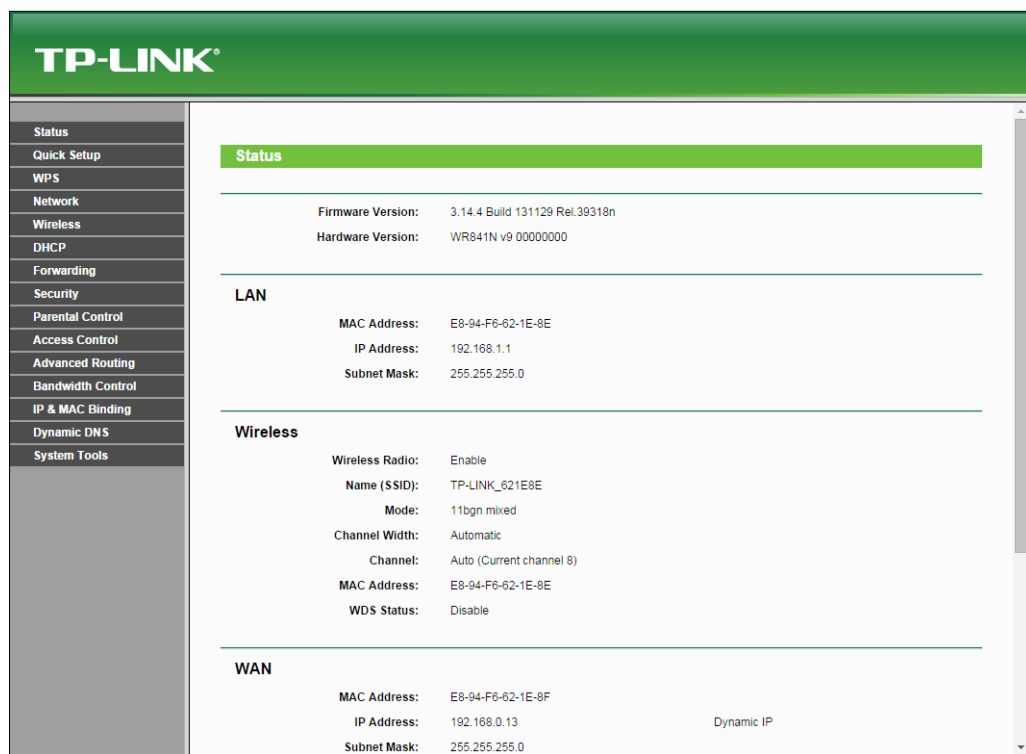 TP-LINK®
Status
Quick Setup
WPS
Network
Wireless
DHCP
Forwarding
Security
Parental Control
Access Control
Advanced Routing
Bandwidth Control
IP & MAC Binding
Dynamic DNS
System Tools
Status
Firmware Version: 3.14.4 Build 131129 Rel.39318n
Hardware Version: WR841N v9 00000000
LAN
MAC Address: E8-94-F6-62-1E-8E
IP Address: 192.168.1.1
Subnet Mask: 255.255.255.0
Wireless
Wireless Radio: Enable
Name (SSID): TP-LINK_621E8E
Mode: 11bgn mixed
Channel Width: Automatic
Channel: Auto (Current channel 8)
MAC Address: E8-94-F6-62-1E-8E
WDS Status: Disable
WAN
MAC Address: E8-94-F6-62-1E-8F
IP Address: 192.168.0.13 Dynamic IP
Subnet Mask: 255.255.255.0